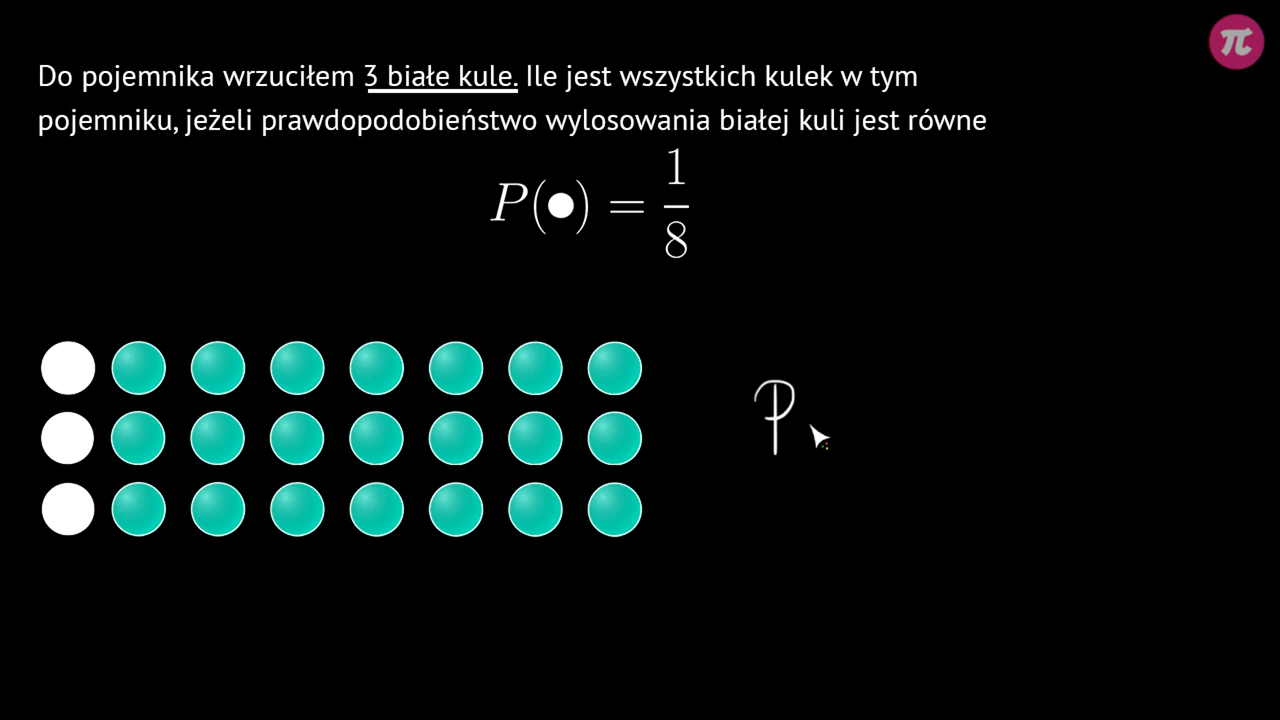 π
Do pojemnika wrzuciłem 3 białe kule. Ile jest wszystkich kulek w tym
pojemniku, jeżeli prawdopodobieństwo wylosowania białej kuli jest równe
P(●) = 1/8
P